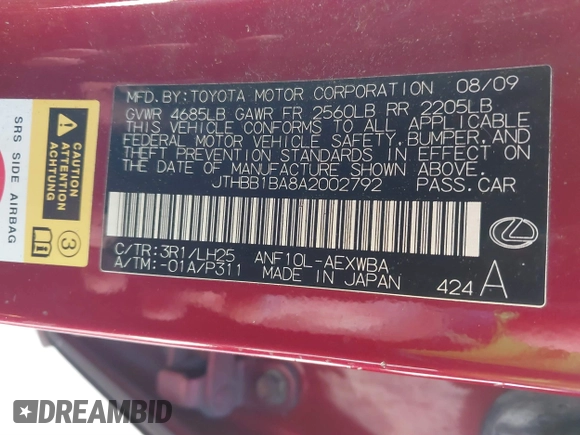 MFD.BY:TOYOTA MOTOR CORPORATION 08/09
GVWR 4685LB GAWR FR 2560LB RR 2205LB
THIS VEHICLE CONFORMS TO ALL APPLICABLE
FEDERAL MOTOR VEHICLE SAFETY, BUMPER, AND
THEFT PREVENTION STANDARDS IN EFFECT ON
THE DATE OF MANUFACTURE SHOWN ABOVE.
JTHBB1BA8A2002792 PASS.CAR
C/TR:3R1/LH25 ANF10L-AEXWBA
A/TM:-01A/P311 MADE IN JAPAN
424 A
SRS SIDE AIRBAG
ATTENTION
ACHTUNG
i
3
DREAMBID